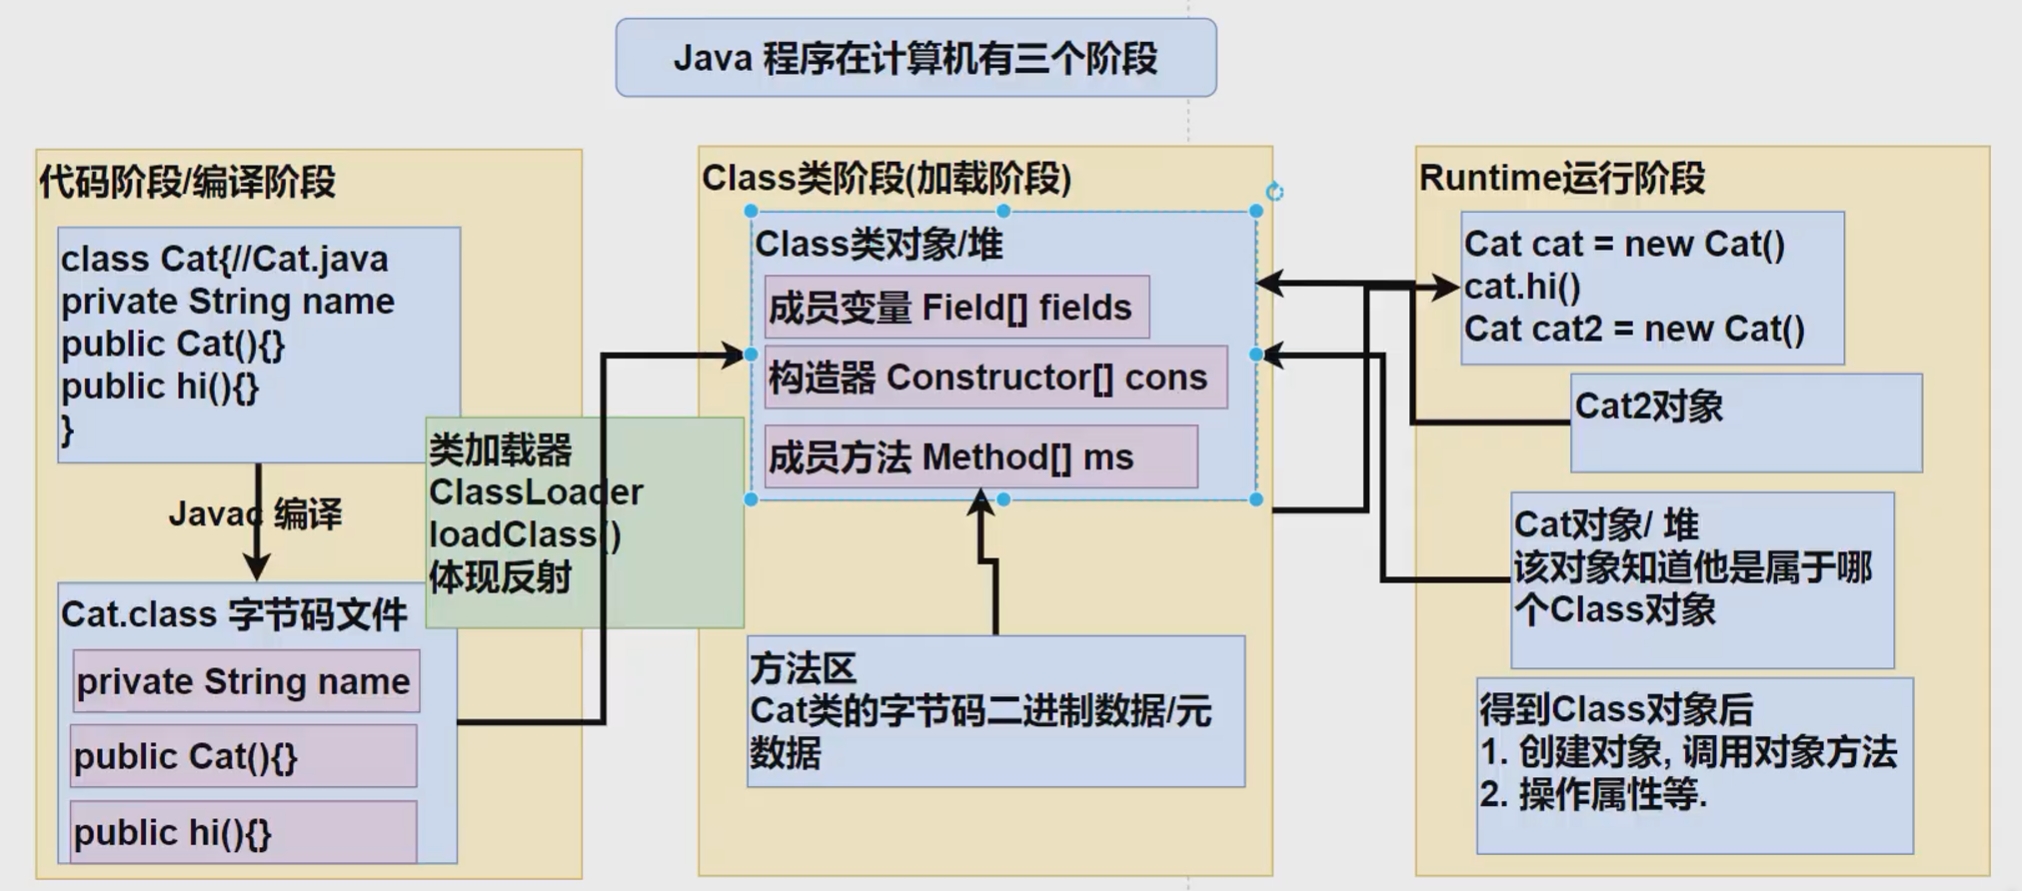 Java 程序在计算机有三个阶段
代码阶段/编译阶段
class Cat{//Cat.java
private String name
public Cat(){}
public hi(){}
}
Javac 编译
Cat.class 字节码文件
private String name
public Cat(){}
public hi(){}
类加载器
ClassLoader
loadClass()
体现反射
Class类阶段(加载阶段)
Class类对象/堆
成员变量 Field[] fields
构造器 Constructor[] cons
成员方法 Method[] ms
方法区
Cat类的字节码二进制数据/元
数据
Runtime运行阶段
Cat cat = new Cat()
cat.hi()
Cat cat2 = new Cat()
Cat2对象
Cat对象/ 堆
该对象知道他是属于哪
个Class对象
得到Class对象后
1. 创建对象, 调用对象方法
2. 操作属性等.